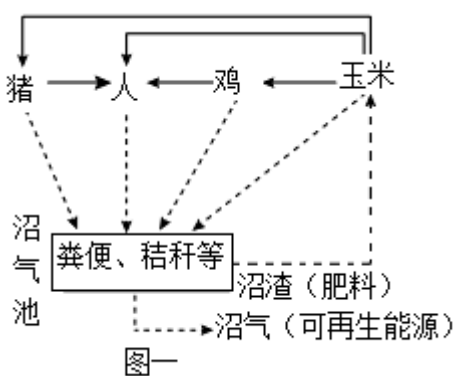 猪 人 鸡 玉米
沼气池
粪便、秸秆等
沼渣（肥料）
沼气（可再生能源）
图一